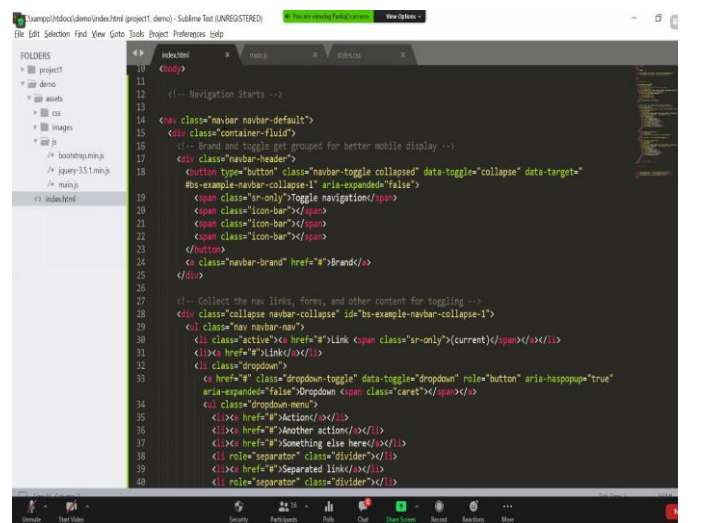 C:\xampp\htdocs\demo\index.html (project1, demo) - Sublime Text (UNREGISTERED)
You are viewing Pankaj's screen View Options
File Edit Selection Find View Goto Tools Project Preferences Help
FOLDERS
project1
demo
assets
css
images
js
/* bootstrap.min.js
/* jquery-3.5.1.min.js
/* main.js
<> index.html
index.html x main.js x styles.css x
10 <body>
11
12 <!-- Navigation Starts -->
13
14 <nav class="navbar navbar-default">
15 <div class="container-fluid">
16 <!-- Brand and toggle get grouped for better mobile display -->
17 <div class="navbar-header">
18 <button type="button" class="navbar-toggle collapsed" data-toggle="collapse" data-target="
#bs-example-navbar-collapse-1" aria-expanded="false">
19 <span class="sr-only">Toggle navigation</span>
20 <span class="icon-bar"></span>
21 <span class="icon-bar"></span>
22 <span class="icon-bar"></span>
23 </button>
24 <a class="navbar-brand" href="#">Brand</a>
25 </div>
26
27 <!-- Collect the nav links, forms, and other content for toggling -->
28 <div class="collapse navbar-collapse" id="bs-example-navbar-collapse-1">
29 <ul class="nav navbar-nav">
30 <li class="active"><a href="#">Link <span class="sr-only">(current)</span></a></li>
31 <li><a href="#">Link</a></li>
32 <li class="dropdown">
33 <a href="#" class="dropdown-toggle" data-toggle="dropdown" role="button" aria-haspopup="true"
aria-expanded="false">Dropdown <span class="caret"></span></a>
34 <ul class="dropdown-menu">
35 <li><a href="#">Action</a></li>
36 <li><a href="#">Another action</a></li>
37 <li><a href="#">Something else here</a></li>
38 <li role="separator" class="divider"></li>
39 <li><a href="#">Separated link</a></li>
40 <li role="separator" class="divider"></li>
Unmute Start Video Security Participants 16 Polls Chat Share Screen Record Reactions More